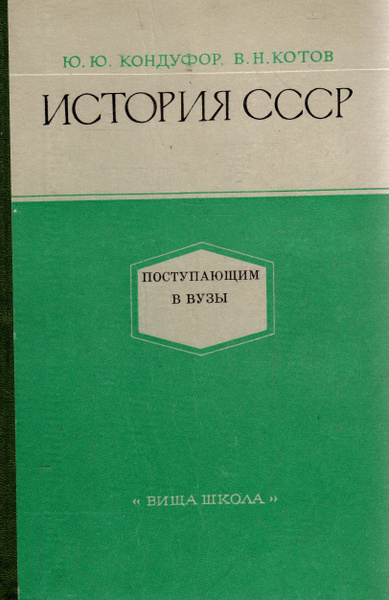 Ю. Ю. КОНДУФОР, В. Н. КОТОВ
ИСТОРИЯ СССР
ПОСТУПАЮЩИМ
В ВУЗЫ
« ВИЩА ШКОЛА »